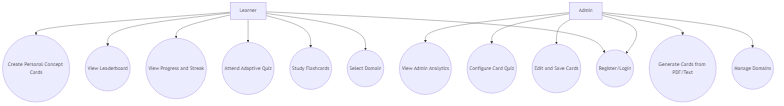 Learner
Admin
Create Personal Concept
Cards
View Leaderboard
View Progress and Streak
Attend Adaptive Quiz
Study Flashcards
Select Domain
View Admin Analytics
Configure Card Quiz
Edit and Save Cards
Register/Login
Generate Cards from
PDF/Text
Manage Domains